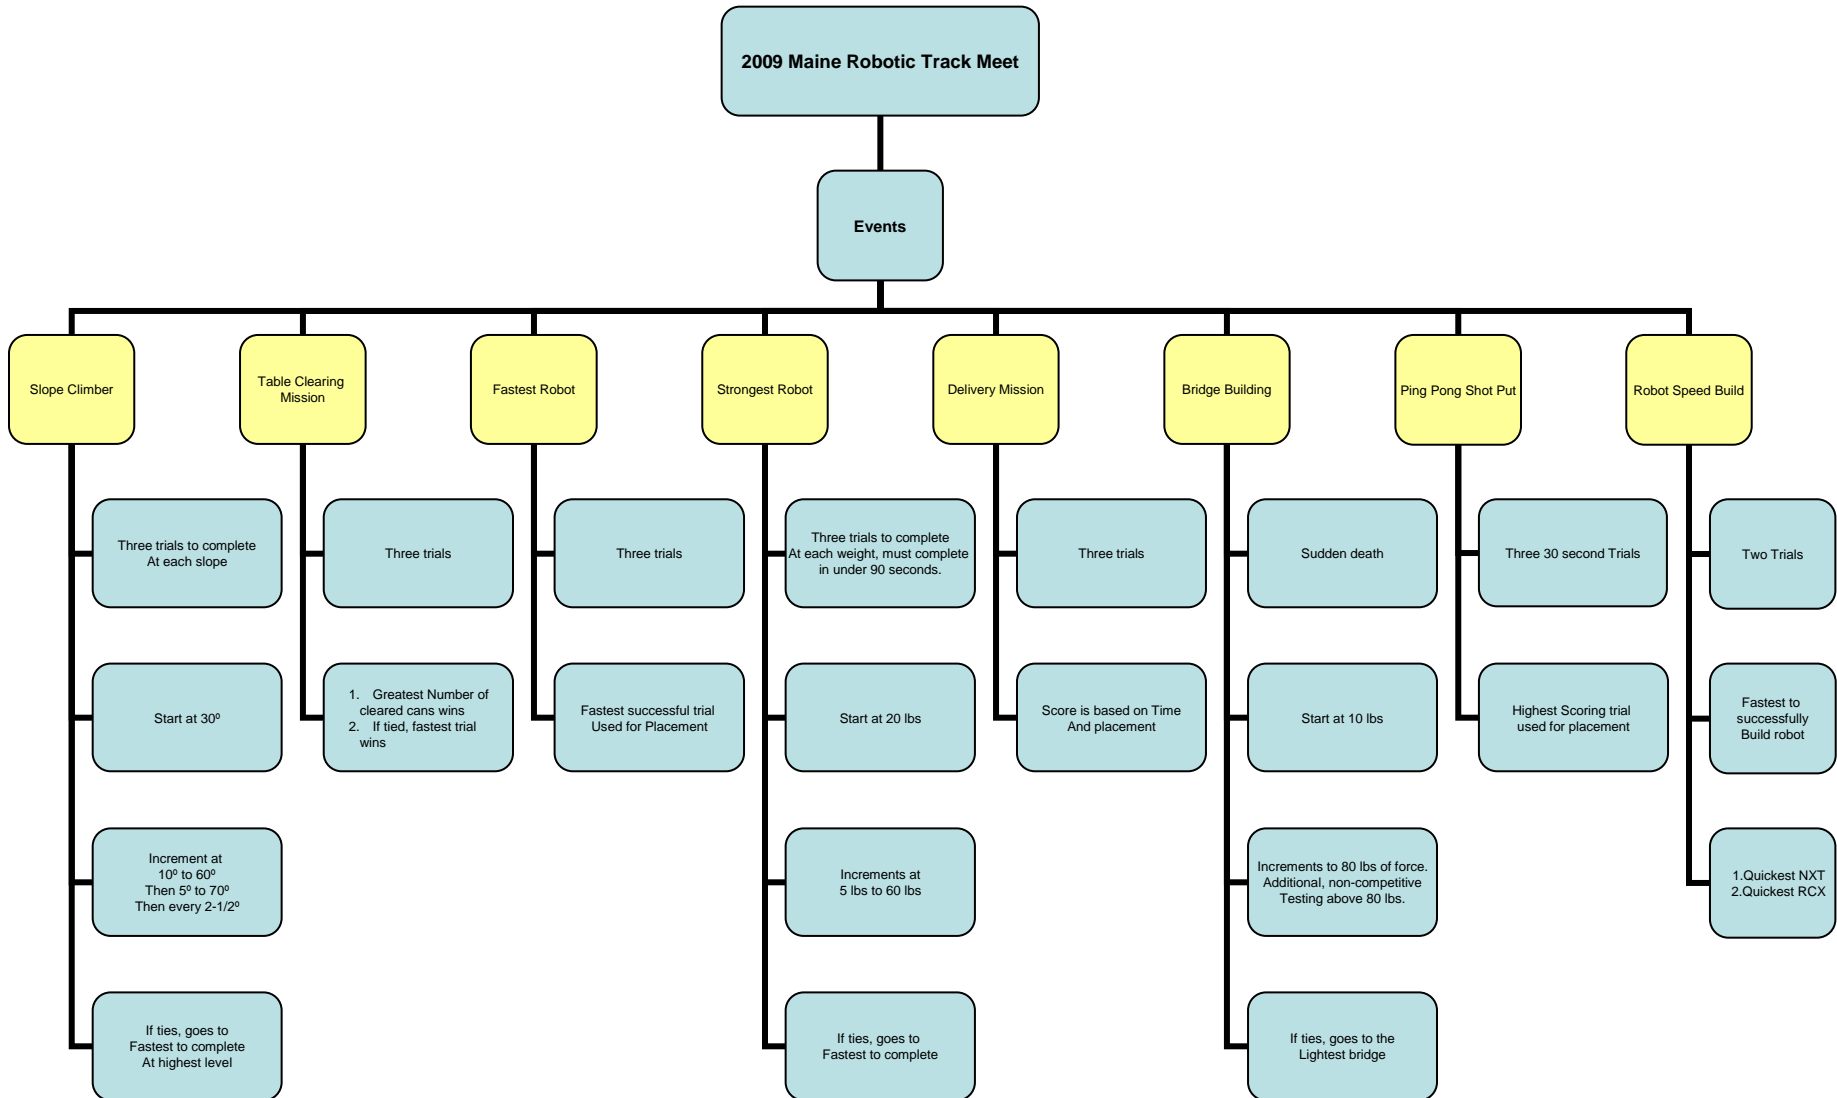 2009 Maine Robotic Track Meet
Events
Slope Climber
Table Clearing
Mission
Fastest Robot
Strongest Robot
Delivery Mission
Bridge Building
Ping Pong Shot Put
Robot Speed Build
Three trials to complete
At each slope
Three trials
Three trials
Three trials to complete
At each weight, must complete
in under 90 seconds.
Three trials
Sudden death
Three 30 second Trials
Two Trials
Start at 30º
1. Greatest Number of
cleared cans wins
2. If tied, fastest trial
wins
Fastest successful trial
Used for Placement
Start at 20 lbs
Score is based on Time
And placement
Start at 10 lbs
Highest Scoring trial
used for placement
Fastest to
successfully
Build robot
Increment at
10º to 60º
Then 5º to 70º
Then every 2-1/2º
Increments at
5 lbs to 60 lbs
Increments to 80 lbs of force.
Additional, non-competitive
Testing above 80 lbs.
1.Quickest NXT
2.Quickest RCX
If ties, goes to
Fastest to complete
At highest level
If ties, goes to
Fastest to complete
If ties, goes to the
Lightest bridge